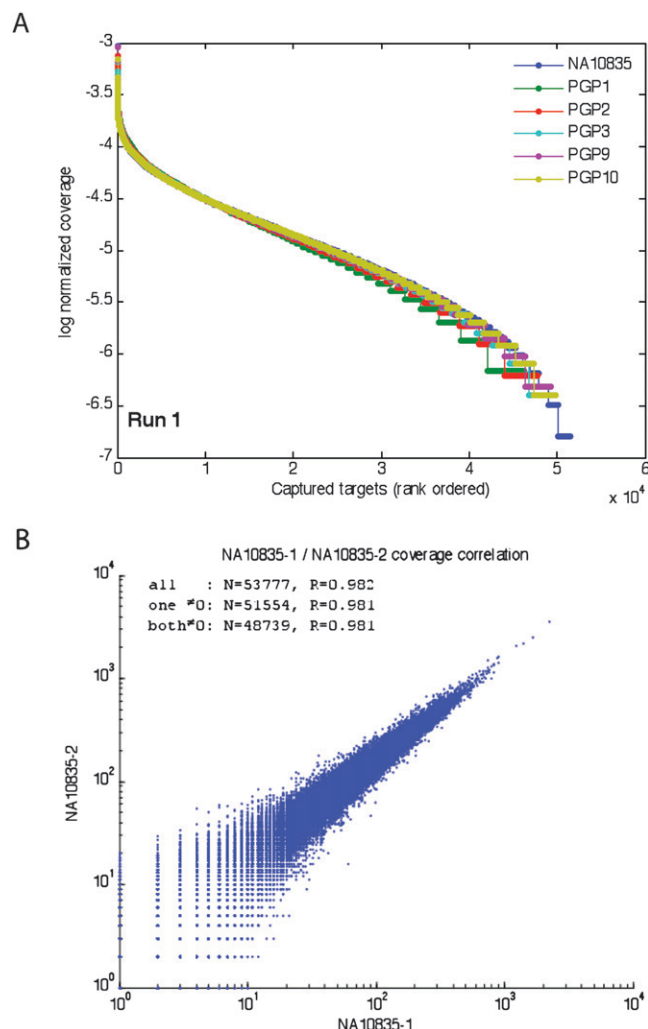 A
-3
-3.5
-4
-4.5
-5
-5.5
-6
-6.5
-7
log normalized coverage
NA10835
PGP1
PGP2
PGP3
PGP9
PGP10
Run 1
0 1 2 3 4 5 6
Captured targets (rank ordered)
x 10^4
B
NA10835-1 / NA10835-2 coverage correlation
all : N=53777, R=0.982
one ≠0: N=51554, R=0.981
both≠0: N=48739, R=0.981
10^4
10^3
10^2
10^1
10^0
NA10835-2
10^0 10^1 10^2 10^3 10^4
NA10835-1